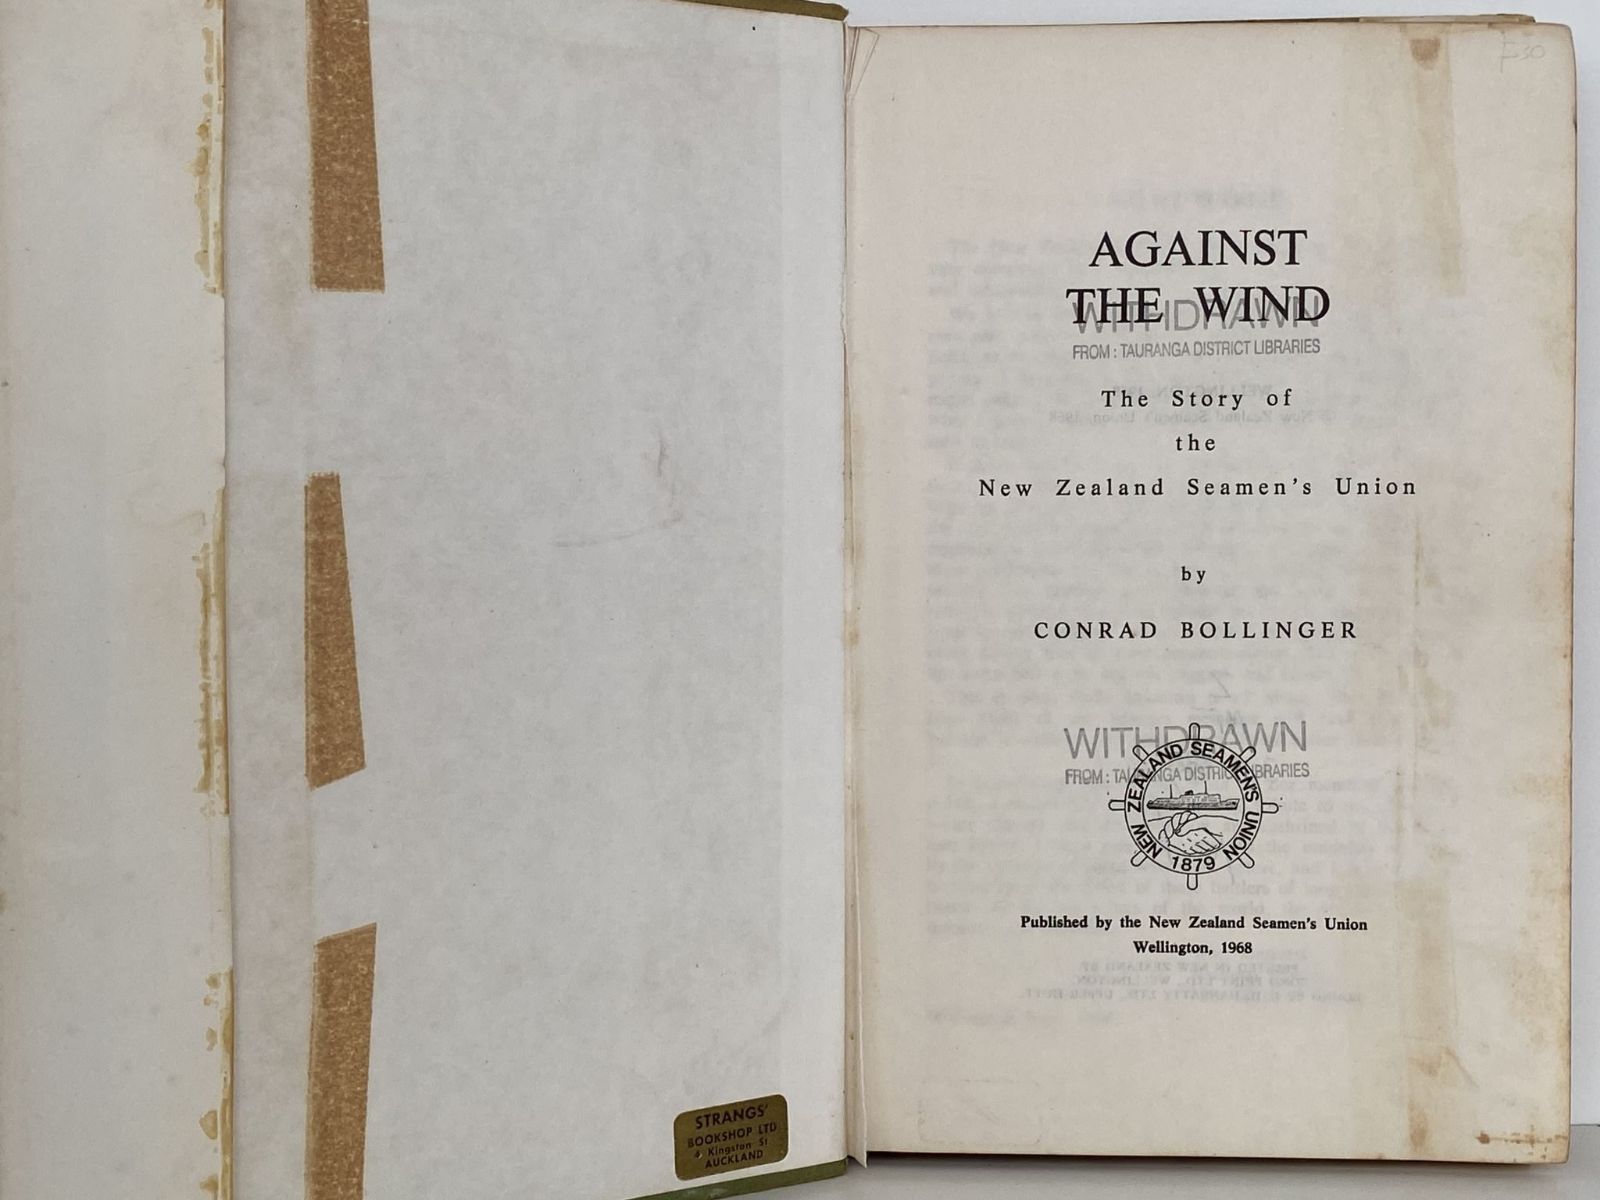 STRANGS'
BOOKSHOP LTD
4 Kingston St
AUCKLAND
AGAINST
THE WIND
WITHDRAWN
FROM : TAURANGA DISTRICT LIBRARIES
The Story of
the
New Zealand Seamen's Union
by
CONRAD BOLLINGER
WITHDRAWN
FROM : TAURANGA DISTRICT LIBRARIES
NEW ZEALAND SEAMEN'S UNION
1879
Published by the New Zealand Seamen's Union
Wellington, 1968